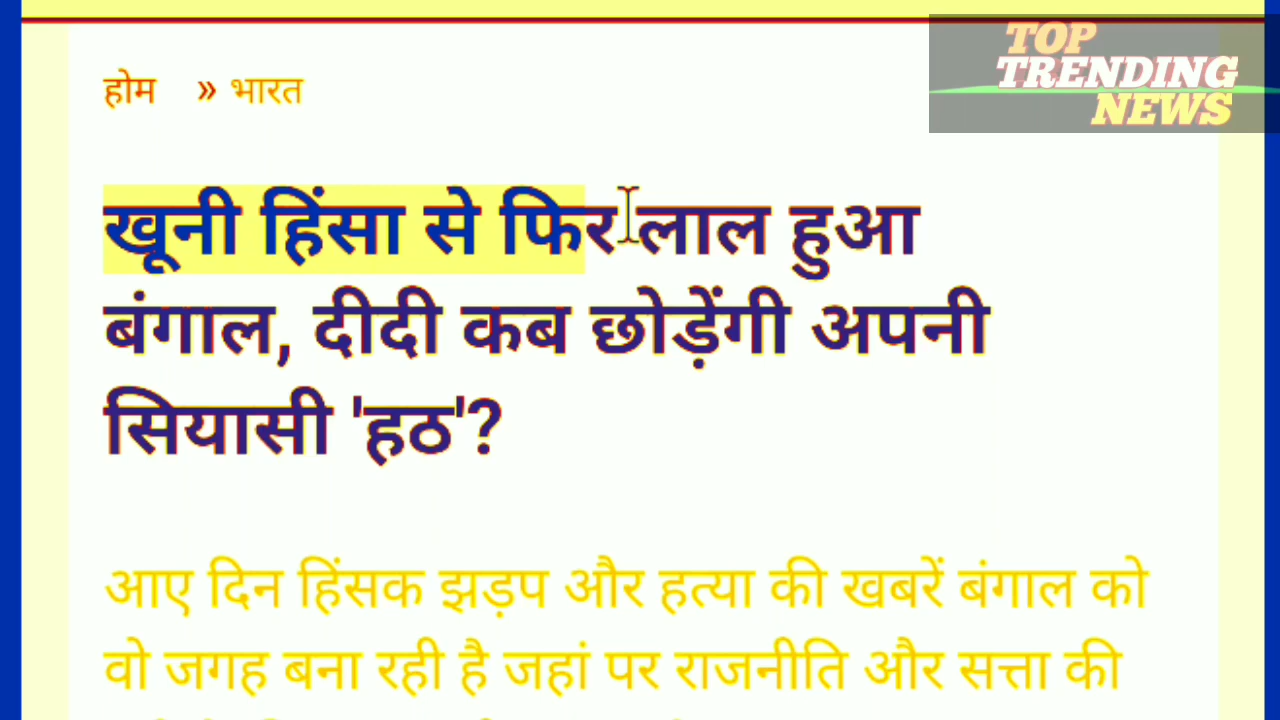 होम » भारत
TOP
TRENDING
NEWS
खूनी हिंसा से फिर लाल हुआ
बंगाल, दीदी कब छोड़ेंगी अपनी
सियासी 'हठ'?
आए दिन हिंसक झड़प और हत्या की खबरें बंगाल को
वो जगह बना रही है जहां पर राजनीति और सत्ता की